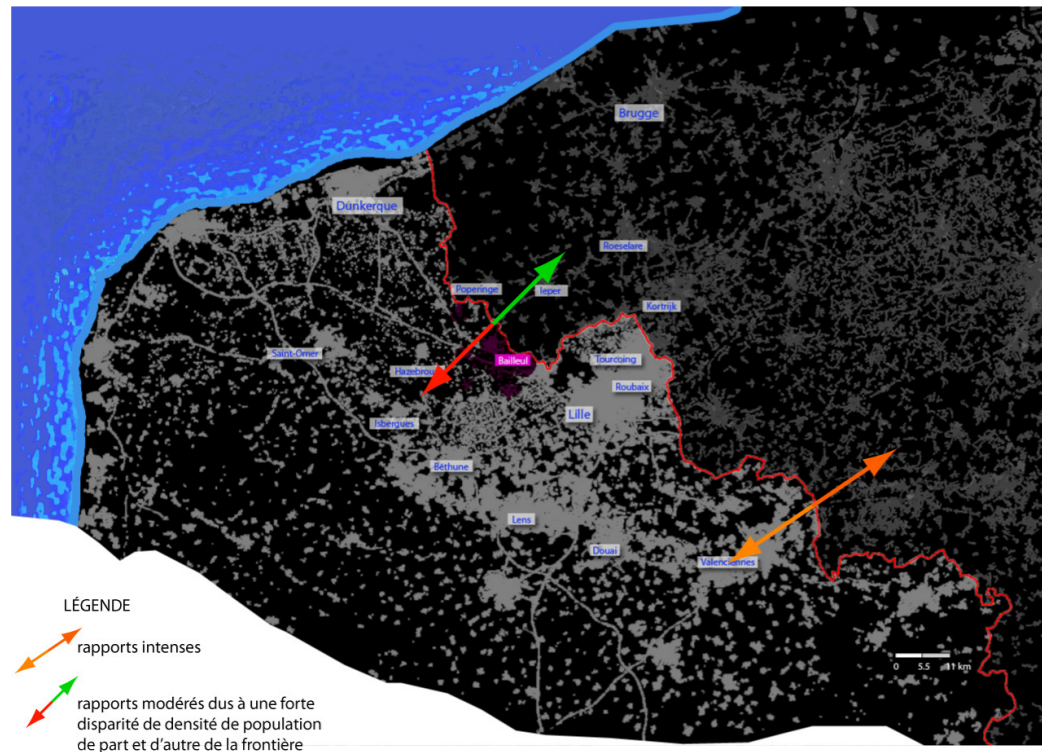 Brugge
Dunkerque
Roeselare
Poperinge
Ieper
Kortrijk
Saint-Omer
Bailleul
Tourcoing
Hazebrou
Roubaix
Lille
Isbergues
Béthune
Lens
Douai
Valenciennes
LÉGENDE
rapports intenses
0 5.5 11 km
rapports modérés dus à une forte
disparité de densité de population
de part et d'autre de la frontière